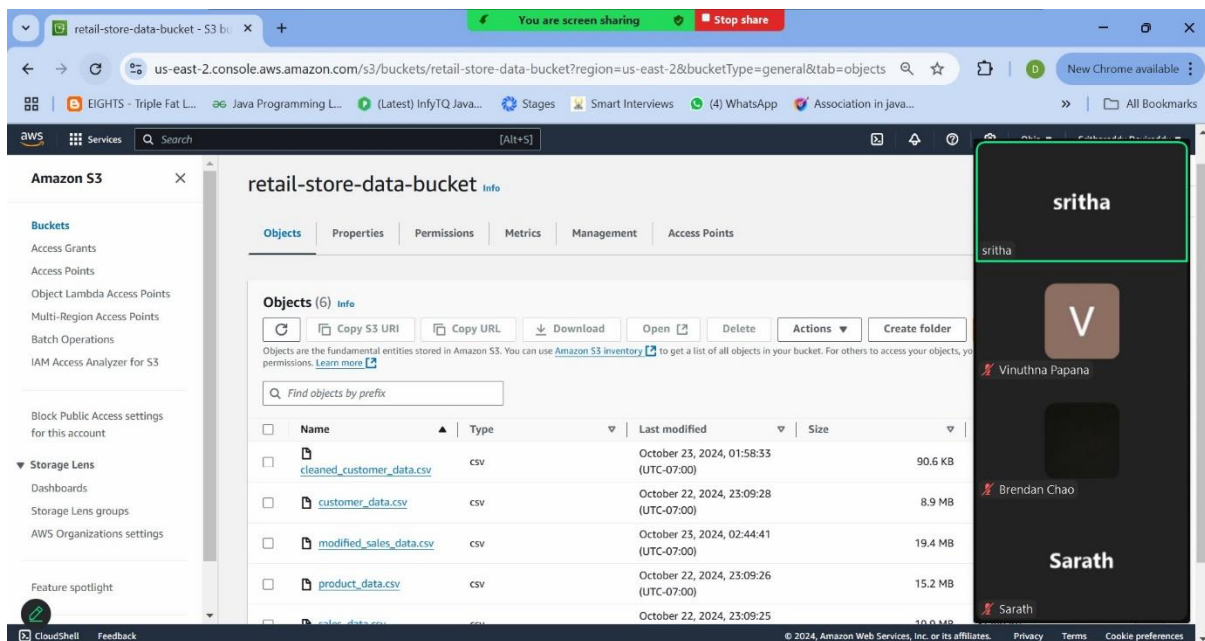 You are screen sharing Stop share
retail-store-data-bucket - S3 bu
us-east-2.console.aws.amazon.com/s3/buckets/retail-store-data-bucket?region=us-east-2&bucketType=general&tab=objects
D New Chrome available
EIGHTS - Triple Fat L... Java Programming L... (Latest) InfyTQ Java... Stages Smart Interviews (4) WhatsApp Association in java... » All Bookmarks
aws Services Search [Alt+S]
Amazon S3
Buckets
Access Grants
Access Points
Object Lambda Access Points
Multi-Region Access Points
Batch Operations
IAM Access Analyzer for S3
Block Public Access settings
for this account
Storage Lens
Dashboards
Storage Lens groups
AWS Organizations settings
Feature spotlight
retail-store-data-bucket Info
Objects Properties Permissions Metrics Management Access Points
Objects (6) Info
Copy S3 URI Copy URL Download Open Delete Actions Create folder
Objects are the fundamental entities stored in Amazon S3. You can use Amazon S3 inventory to get a list of all objects in your bucket. For others to access your objects,
permissions. Learn more
Find objects by prefix
Name Type Last modified Size
cleaned_customer_data.csv csv October 23, 2024, 01:58:33
(UTC-07:00) 90.6 KB
customer_data.csv csv October 22, 2024, 23:09:28
(UTC-07:00) 8.9 MB
modified_sales_data.csv csv October 23, 2024, 02:44:41
(UTC-07:00) 19.4 MB
product_data.csv csv October 22, 2024, 23:09:26
(UTC-07:00) 15.2 MB
October 22, 2024, 23:09:25
sritha
sritha
V
Vinuthna Papana
Brendan Chao
Sarath
Sarath
CloudShell Feedback © 2024, Amazon Web Services, Inc. or its affiliates. Privacy Terms Cookie preferences